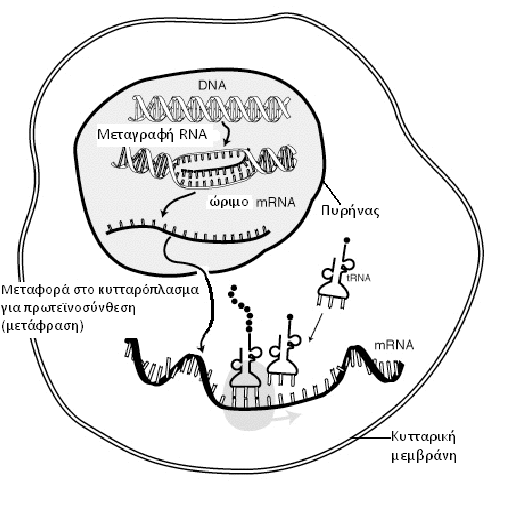 DNA
Μεταγραφή RNA
ώριμο mRNA
Πυρήνας
tRNA
Μεταφορά στο κυτταρόπλασμα
για πρωτεϊνοσύνθεση
(μετάφραση)
mRNA
Κυτταρική
μεμβράνη